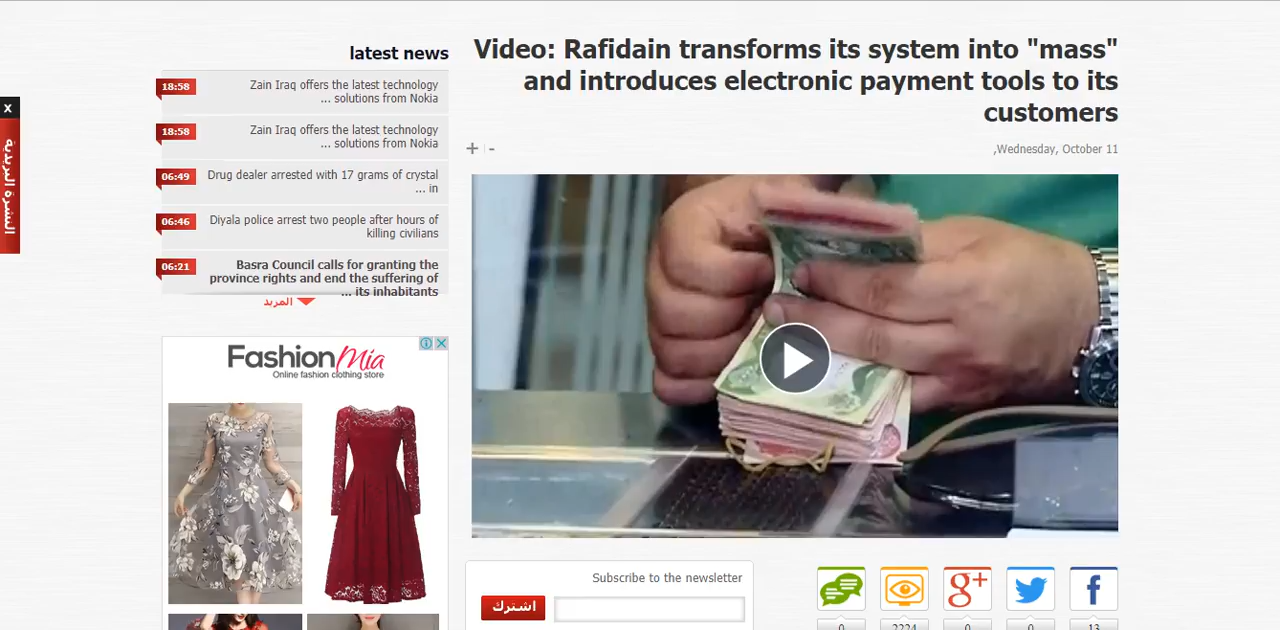 latest news
18:58
Zain Iraq offers the latest technology
... solutions from Nokia
18:58
Zain Iraq offers the latest technology
... solutions from Nokia
06:49
Drug dealer arrested with 17 grams of crystal
... in
06:46
Diyala police arrest two people after hours of
killing civilians
06:21
Basra Council calls for granting the
province rights and end the suffering of
... its inhabitants
المزيد
x
النشرة البريدية
FashionMia
Online fashion clothing store
Video: Rafidain transforms its system into "mass"
and introduces electronic payment tools to its
customers
+ -
,Wednesday, October 11
Subscribe to the newsletter
اشترك
g+
f
0
2224
0
0
13